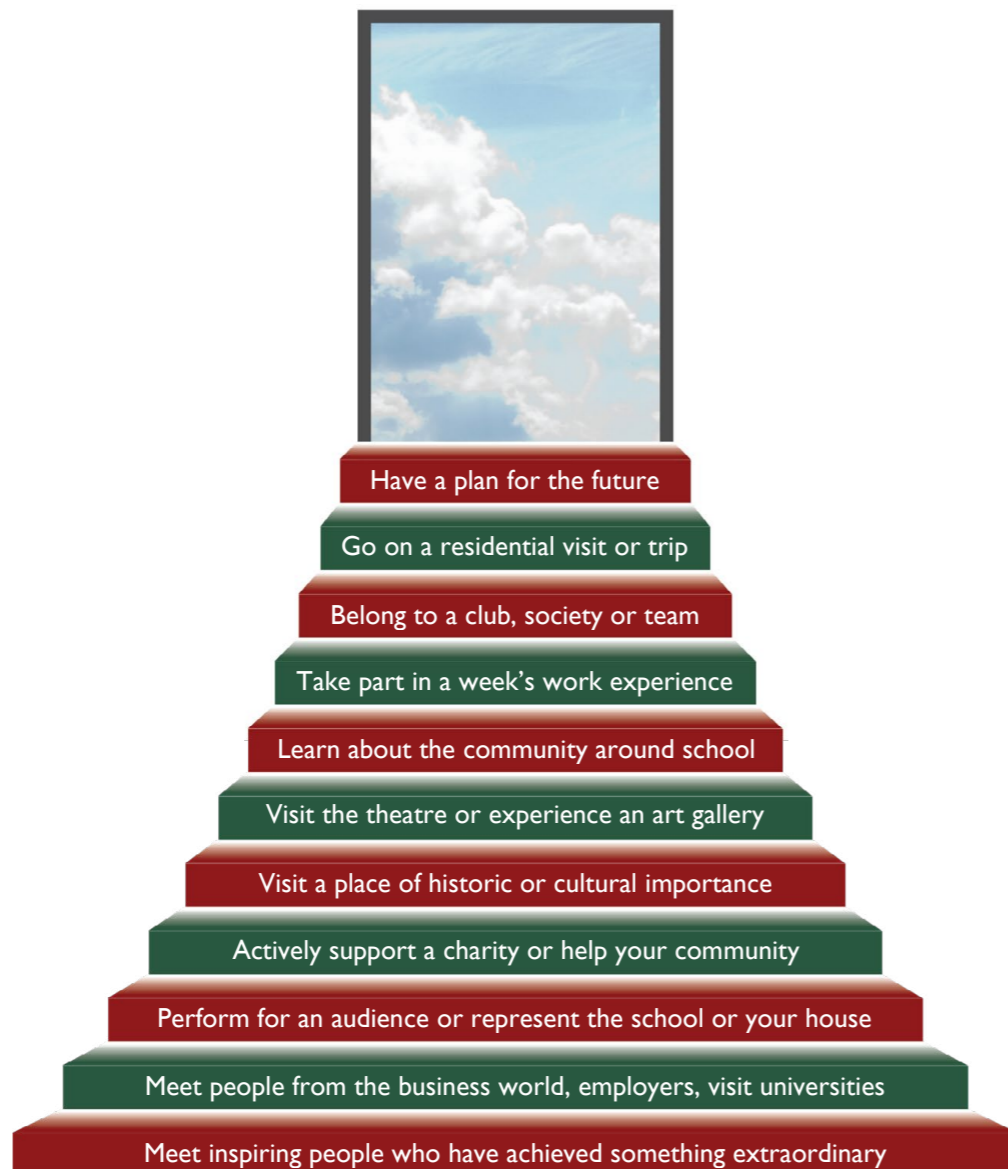 Have a plan for the future
Go on a residential visit or trip
Belong to a club, society or team
Take part in a week’s work experience
Learn about the community around school
Visit the theatre or experience an art gallery
Visit a place of historic or cultural importance
Actively support a charity or help your community
Perform for an audience or represent the school or your house
Meet people from the business world, employers, visit universities
Meet inspiring people who have achieved something extraordinary